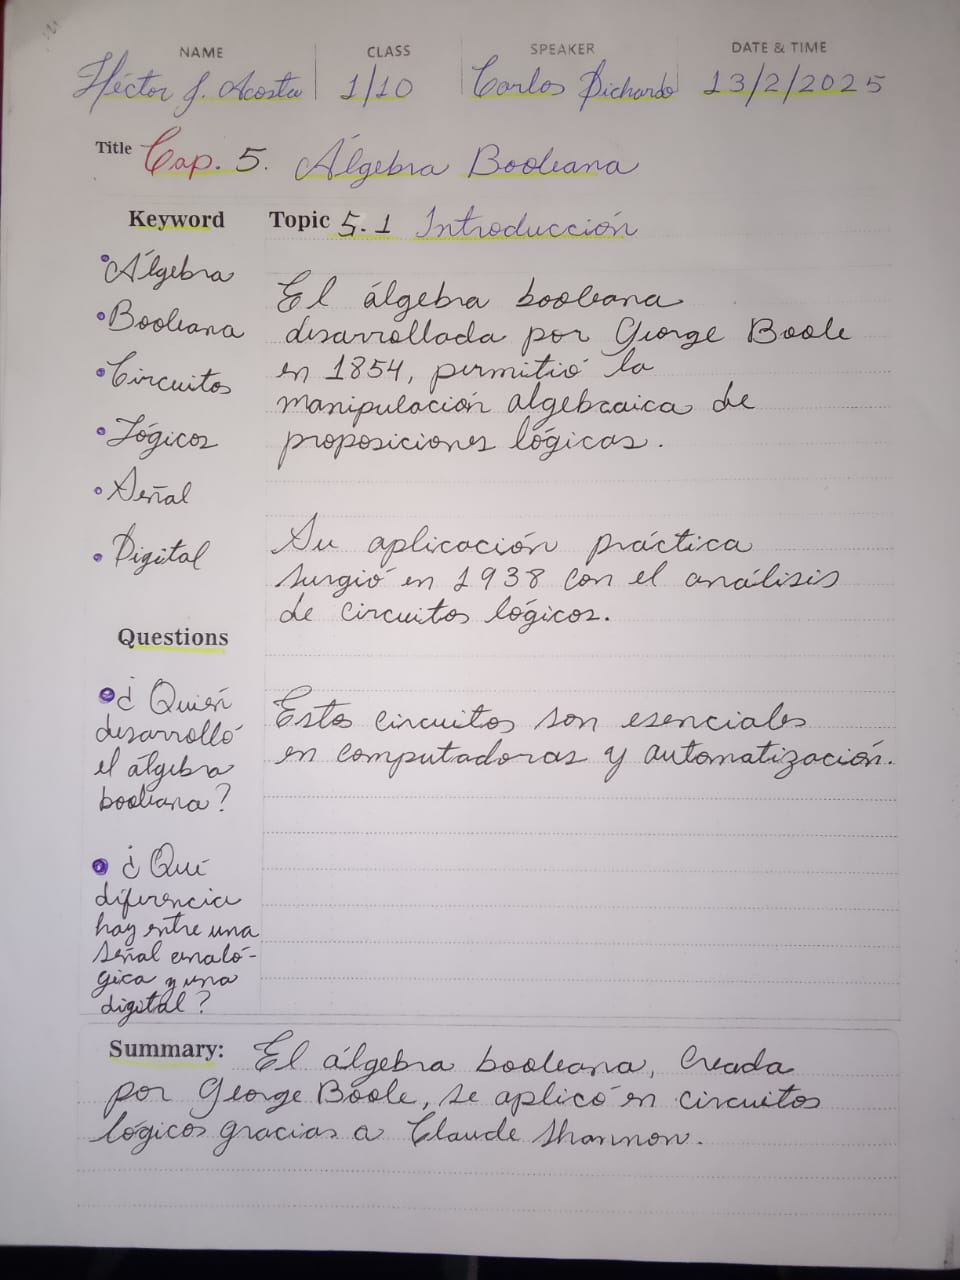 NAME CLASS SPEAKER DATE & TIME
Héctor J. Acosta 1/10 Carlos Pichardo 13/2/2025
Title Cap. 5. Álgebra Booleana
Keyword Topic 5.1 Introducción
• Álgebra
• Booleana
• Circuitos
• Lógicos
• Señal
• Digital
El álgebra booleana
desarrollada por George Boole
en 1854, permitió la
manipulación algebraica de
proposiciones lógicas.
Su aplicación práctica
surgió en 1938 con el análisis
de circuitos lógicos.
Estos circuitos son esenciales
en computadoras y automatización.
Questions
• ¿Quién
desarrolló
el álgebra
booleana?
• ¿Qué
diferencia
hay entre una
señal analó-
gica y una
digital?
Summary: El álgebra booleana, creada
por George Boole, se aplicó en circuitos
lógicos gracias a Claude Shannon.